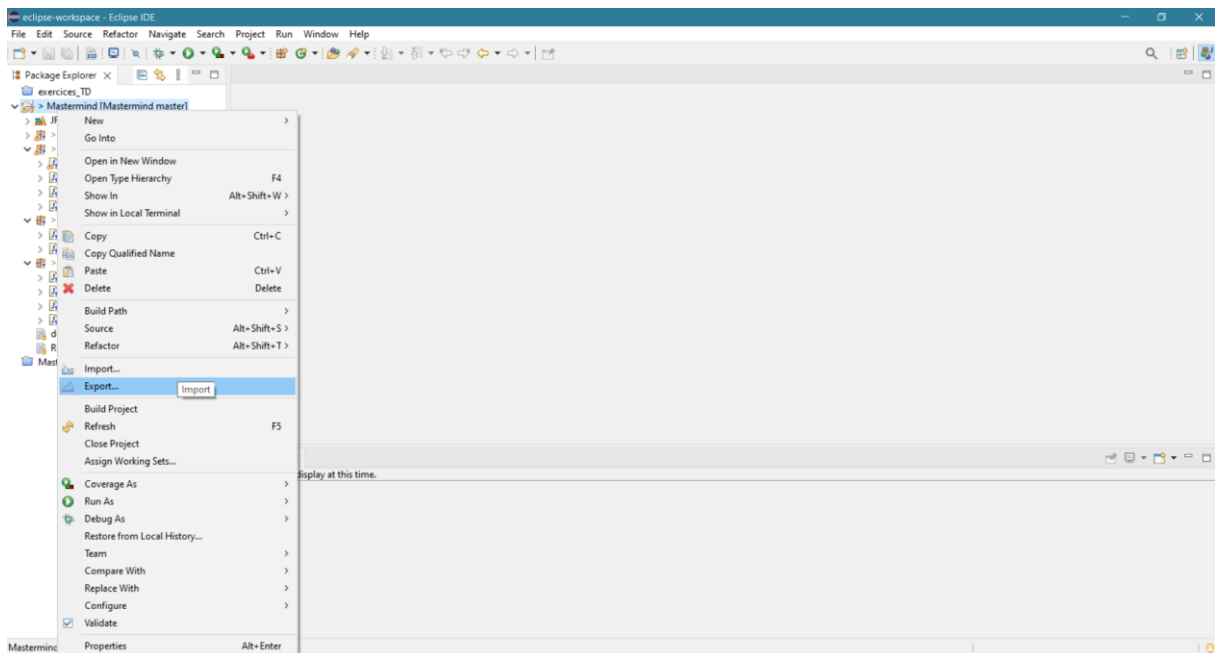 eclipse-workspace - Eclipse IDE
File Edit Source Refactor Navigate Search Project Run Window Help
Package Explorer
exercices_TD
> Mastermind [Mastermind master]
New
Go Into
Open in New Window
Open Type Hierarchy F4
Show In Alt+Shift+W >
Show in Local Terminal
Copy Ctrl+C
Copy Qualified Name
Paste Ctrl+V
Delete Delete
Build Path
Source Alt+Shift+S >
Refactor Alt+Shift+T >
Mast
Import...
Export...
Import
Build Project
Refresh F5
Close Project
Assign Working Sets...
display at this time.
Coverage As
Run As
Debug As
Restore from Local History...
Team
Compare With
Replace With
Configure
Validate
Mastermind Properties Alt+Enter